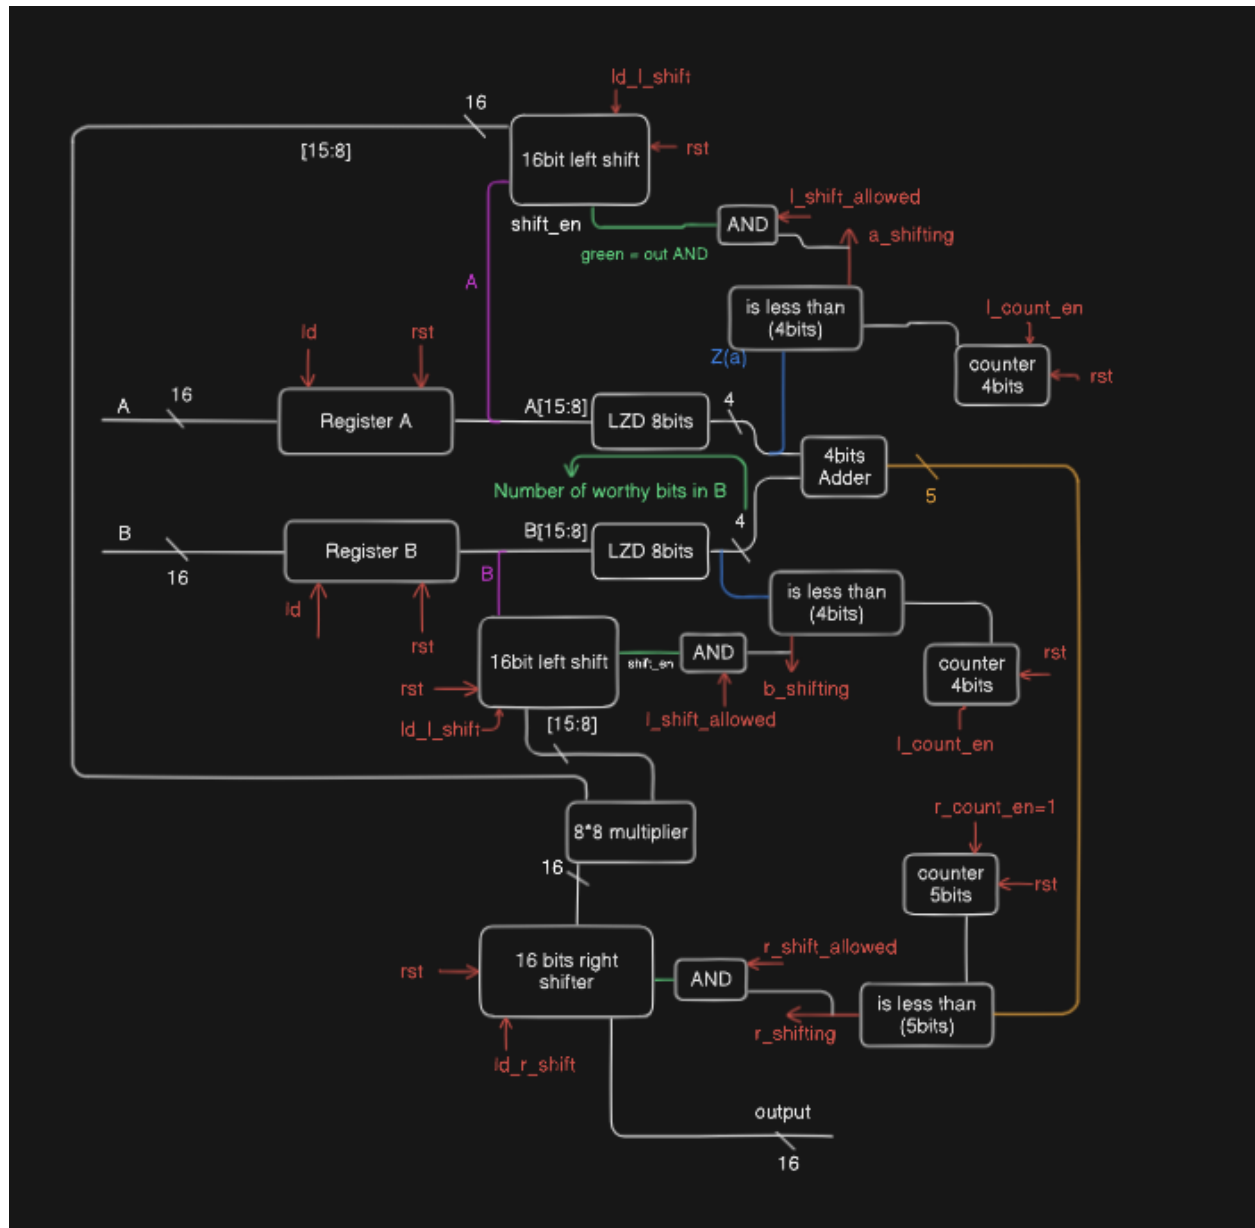 ld_l_shift
16
[15:8]
16bit left shift
rst
shift_en
AND
l_shift_allowed
a_shifting
green = out AND
A
is less than
(4bits)
l_count_en
Z(a)
counter
4bits
rst
ld
rst
A
16
Register A
A[15:8]
LZD 8bits
4
4bits
Adder
5
Number of worthy bits in B
B
16
Register B
B[15:8]
LZD 8bits
4
B
ld
rst
is less than
(4bits)
16bit left shift
shift_en
AND
counter
4bits
rst
rst
ld_l_shift
[15:8]
l_shift_allowed
b_shifting
l_count_en
r_count_en=1
8*8 multiplier
16
counter
5bits
rst
rst
16 bits right
shifter
AND
r_shift_allowed
is less than
(5bits)
r_shifting
ld_r_shift
output
16